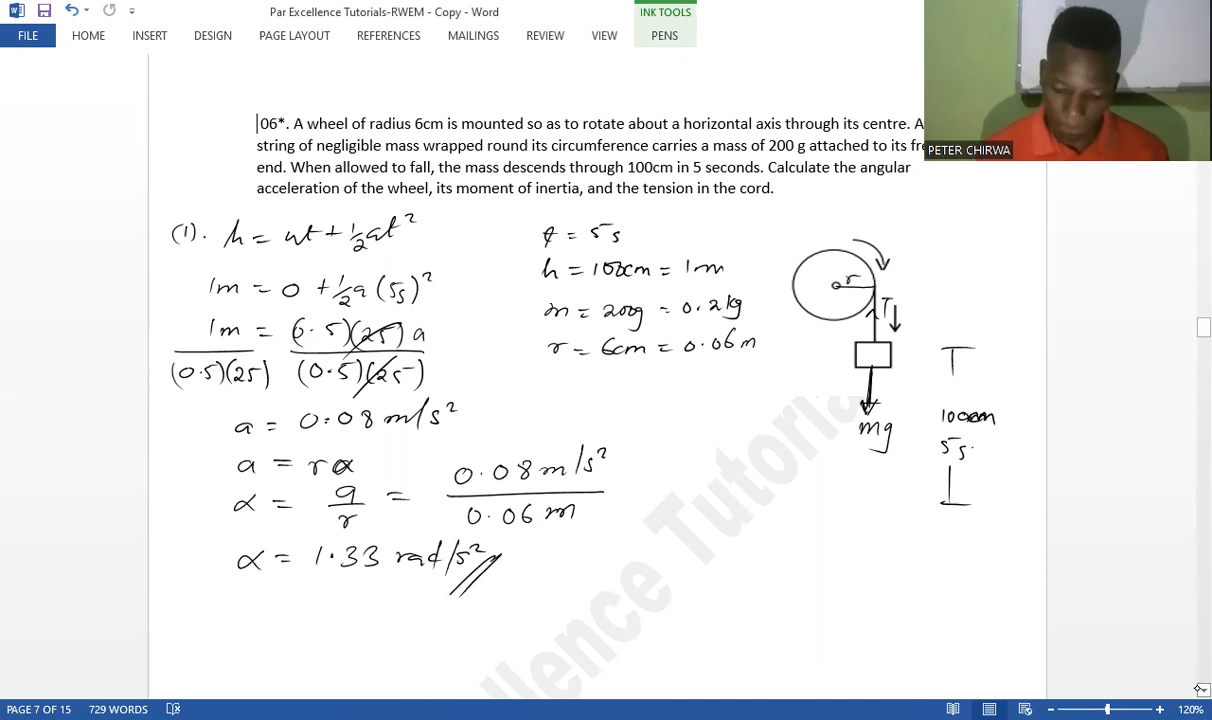 Par Excellence Tutorials-RWEM - Copy - Word
INK TOOLS
FILE HOME INSERT DESIGN PAGE LAYOUT REFERENCES MAILINGS REVIEW VIEW PENS
PETER CHIRWA
06*. A wheel of radius 6cm is mounted so as to rotate about a horizontal axis through its centre. A
string of negligible mass wrapped round its circumference carries a mass of 200 g attached to its fre
end. When allowed to fall, the mass descends through 100cm in 5 seconds. Calculate the angular
acceleration of the wheel, its moment of inertia, and the tension in the cord.
(1). h = ut + 1/2 at²
1m = 0 + 1/2 a (5s)²
1m = (0.5)(25) a
(0.5)(25) (0.5)(25)
a = 0.08 m/s²
a = rα
α = a/r = 0.08 m/s² / 0.06 m
α = 1.33 rad/s²
t = 5s
h = 100cm = 1m
m = 200g = 0.2kg
r = 6cm = 0.06m
r
T
mg
100cm
5s
ellence Tutorial
PAGE 7 OF 15 729 WORDS
120%